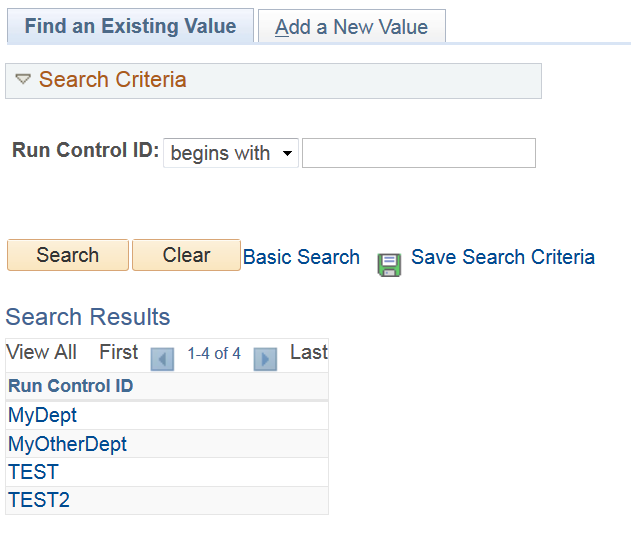 Find an Existing Value Add a New Value
Search Criteria
Run Control ID: begins with
Search Clear Basic Search Save Search Criteria
Search Results
View All First 1-4 of 4 Last
Run Control ID
MyDept
MyOtherDept
TEST
TEST2